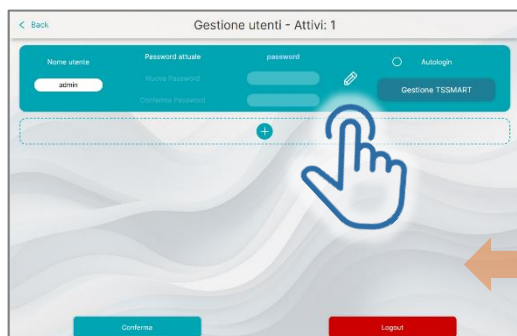 Back
Gestione utenti - Attivi: 1
Nome utente
Password attuale
password
Autologin
admin
Nuova Password
Gestione TSSMART
Conferma Password
Conferma
Logout